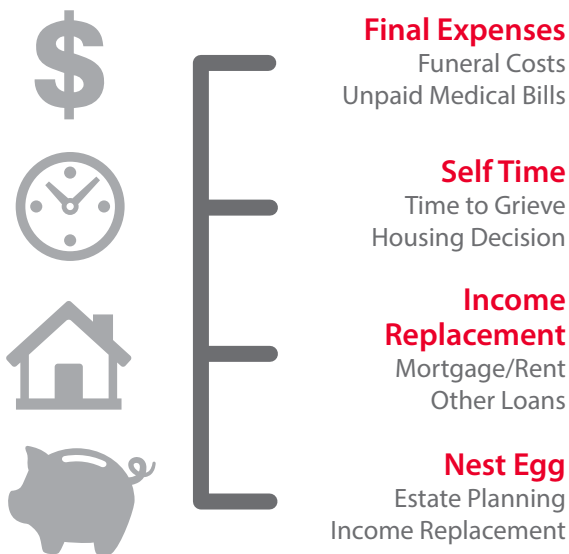 $
Final Expenses
Funeral Costs
Unpaid Medical Bills
Self Time
Time to Grieve
Housing Decision
Income
Replacement
Mortgage/Rent
Other Loans
Nest Egg
Estate Planning
Income Replacement